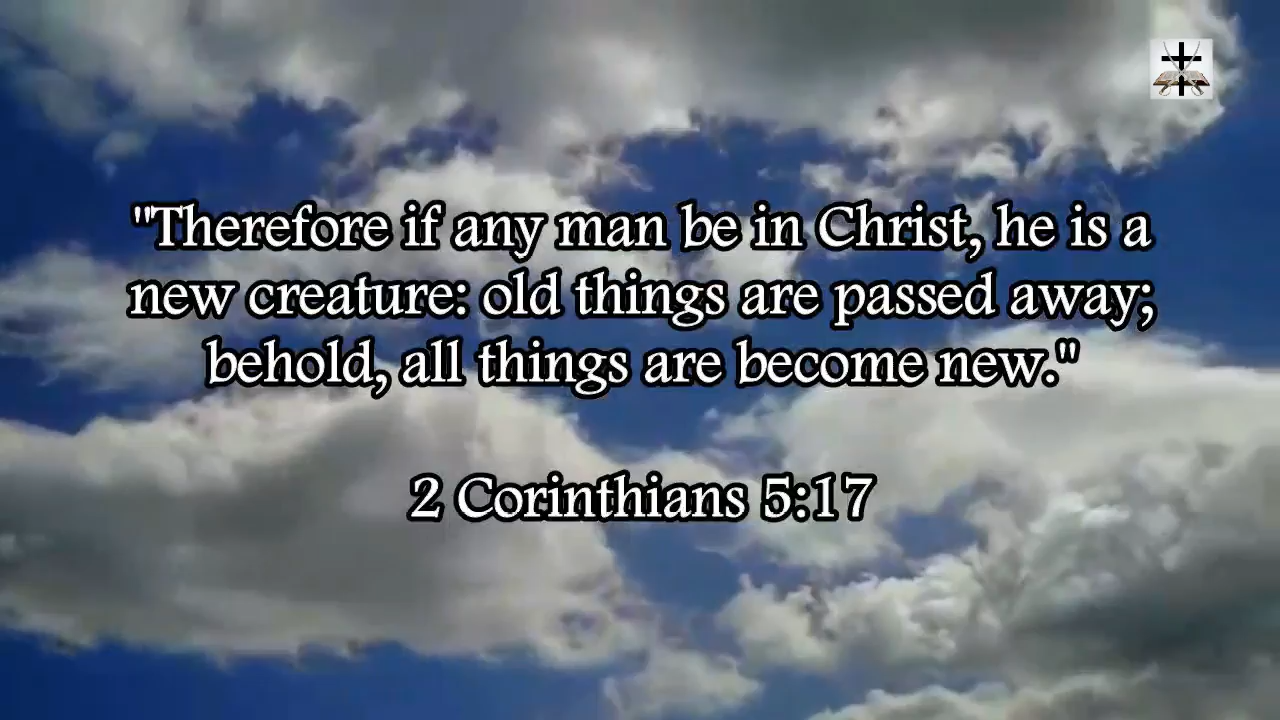 "Therefore if any man be in Christ, he is a
new creature: old things are passed away;
behold, all things are become new."
2 Corinthians 5:17